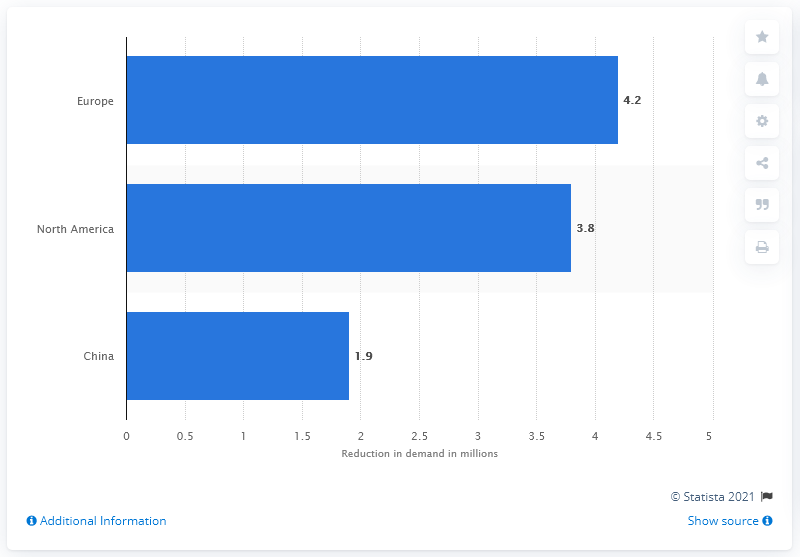 Europe
4.2
North America
3.8
China
1.9
0 0.5 1 1.5 2 2.5 3 3.5 4 4.5 5
Reduction in demand in millions
© Statista 2021
Additional Information
Show source